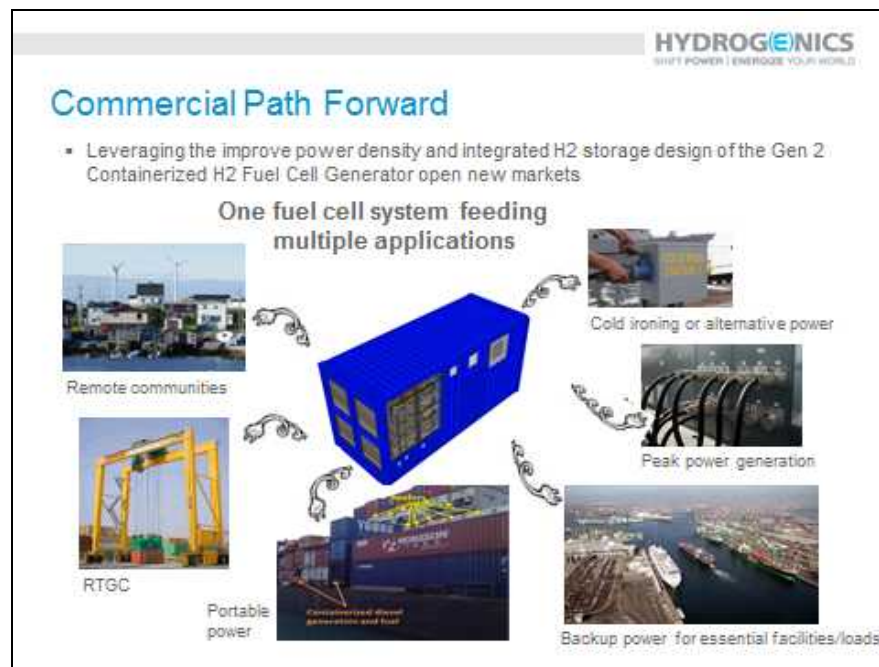 HYDROG(E)NICS
SHIFT POWER | ENERGIZE YOUR WORLD
Commercial Path Forward
▪ Leveraging the improve power density and integrated H2 storage design of the Gen 2
Containerized H2 Fuel Cell Generator open new markets
One fuel cell system feeding
multiple applications
Remote communities
Cold ironing or alternative power
RTGC
Peak power generation
Portable
power
Containerized diesel
generators and fuel
Backup power for essential facilities/loads